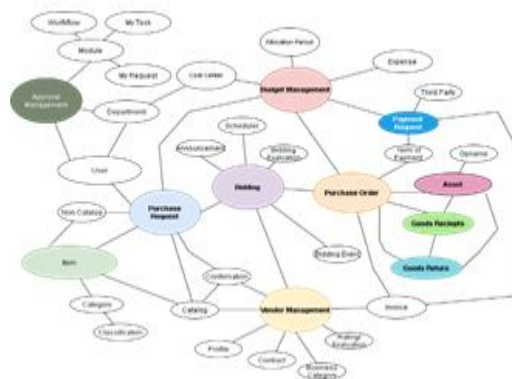 Workflow
My Task
Allocation Period
Module
Expense
My Request
Cost Center
Budget Management
Approval
Management
Third Party
Department
Payment
Request
Scheduler
Announcement
Bidding
Evaluation
Term of
Payment
User
Asset
Bidding
Purchase Order
Non Catalog
Purchase
Request
Goods Receipts
Bidding Event
Item
Goods Return
Confirmation
Category
Catalog
Vendor Management
Invoice
Classification
Profile
Contract
Business
Category
Evaluation